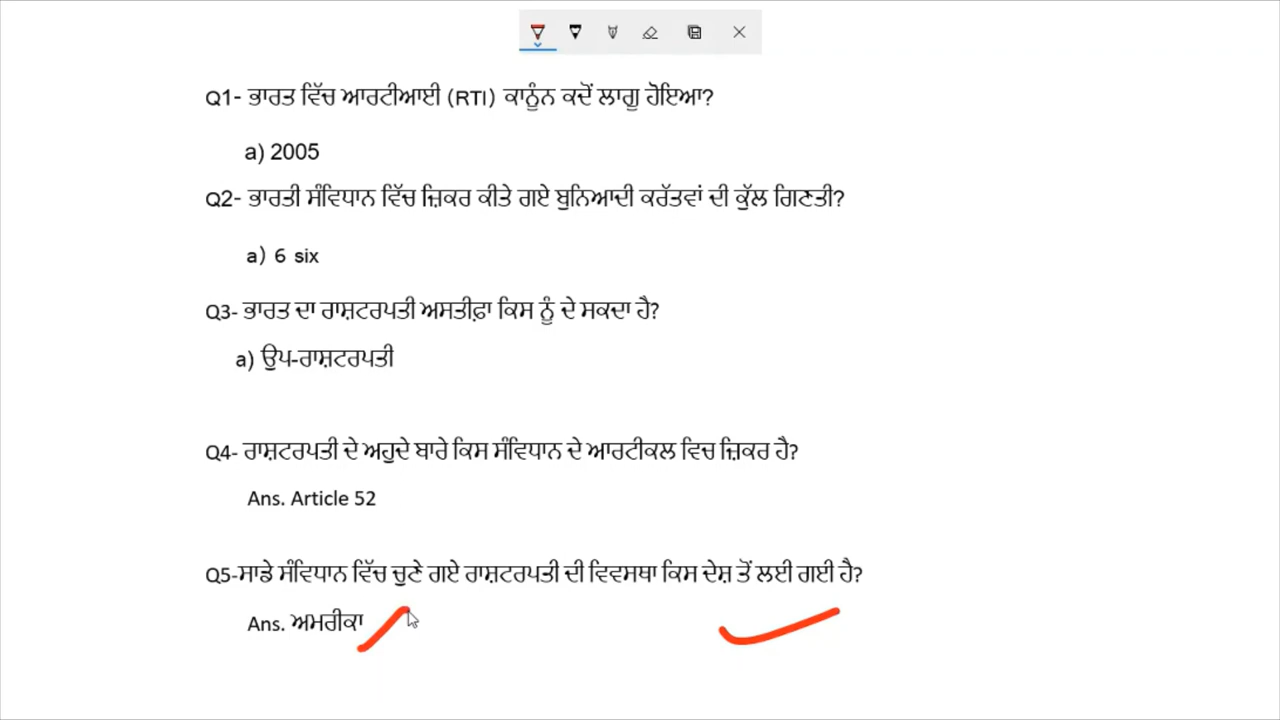 Q1- ਭਾਰਤ ਵਿੱਚ ਆਰਟੀਆਈ (RTI) ਕਾਨੂੰਨ ਕਦੋਂ ਲਾਗੂ ਹੋਇਆ?
a) 2005
Q2- ਭਾਰਤੀ ਸੰਵਿਧਾਨ ਵਿੱਚ ਜ਼ਿਕਰ ਕੀਤੇ ਗਏ ਬੁਨਿਆਦੀ ਕਰੱਤਵਾਂ ਦੀ ਕੁੱਲ ਗਿਣਤੀ?
a) 6 six
Q3- ਭਾਰਤ ਦਾ ਰਾਸ਼ਟਰਪਤੀ ਅਸਤੀਫ਼ਾ ਕਿਸ ਨੂੰ ਦੇ ਸਕਦਾ ਹੈ?
a) ਉਪ-ਰਾਸ਼ਟਰਪਤੀ
Q4- ਰਾਸ਼ਟਰਪਤੀ ਦੇ ਅਹੁਦੇ ਬਾਰੇ ਕਿਸ ਸੰਵਿਧਾਨ ਦੇ ਆਰਟੀਕਲ ਵਿਚ ਜ਼ਿਕਰ ਹੈ?
Ans. Article 52
Q5-ਸਾਡੇ ਸੰਵਿਧਾਨ ਵਿੱਚ ਚੁਣੇ ਗਏ ਰਾਸ਼ਟਰਪਤੀ ਦੀ ਵਿਵਸਥਾ ਕਿਸ ਦੇਸ਼ ਤੋਂ ਲਈ ਗਈ ਹੈ?
Ans. ਅਮਰੀਕਾ